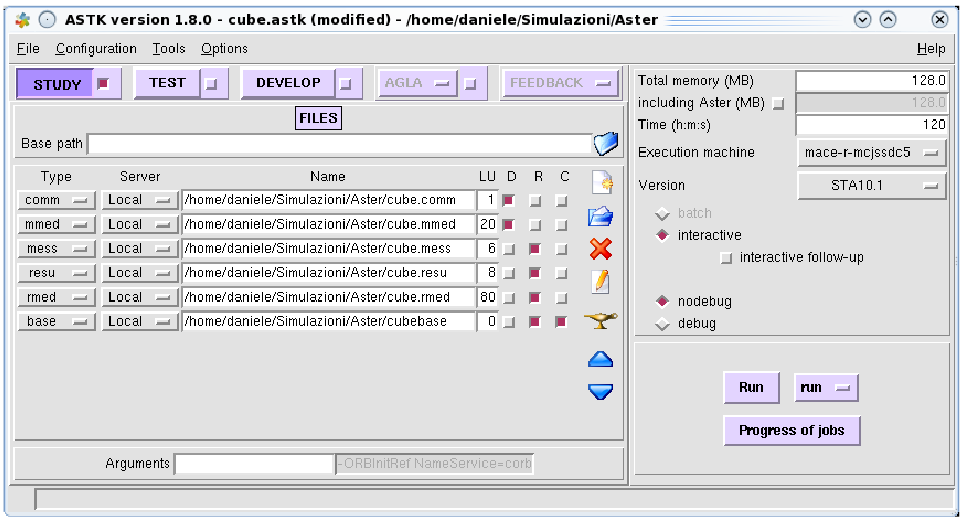 ASTK version 1.8.0 - cube.astk (modified) - /home/daniele/Simulazioni/Aster
File Configuration Tools Options Help
STUDY TEST DEVELOP AGLA FEEDBACK
FILES
Base path
Type Server Name LU D R C
comm Local /home/daniele/Simulazioni/Aster/cube.comm 1
mmed Local /home/daniele/Simulazioni/Aster/cube.mmed 20
mess Local /home/daniele/Simulazioni/Aster/cube.mess 6
resu Local /home/daniele/Simulazioni/Aster/cube.resu 8
rmed Local /home/daniele/Simulazioni/Aster/cube.rmed 80
base Local /home/daniele/Simulazioni/Aster/cubebase 0
Arguments -ORBInitRef NameService=corb
Total memory (MB) 128.0
including Aster (MB) 128.0
Time (h:m:s) 120
Execution machine mace-r-mcjssdc5
Version STA10.1
batch
interactive
interactive follow-up
nodebug
debug
Run run
Progress of jobs